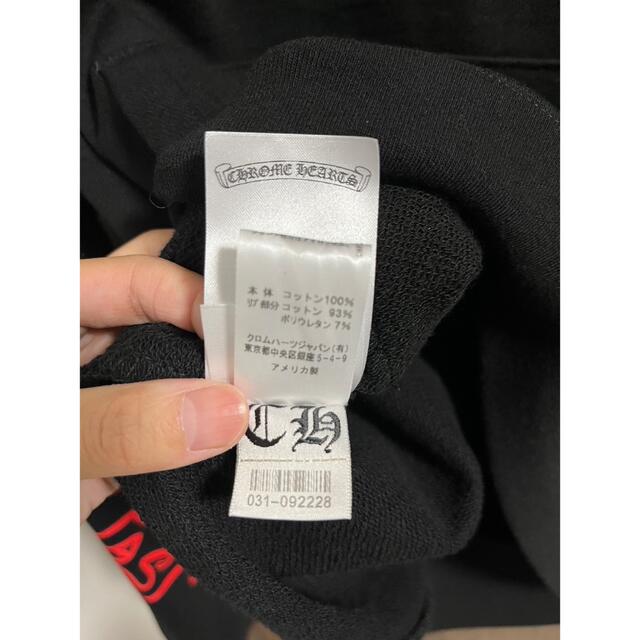 CHROME HEARTS
本体 コットン100%
リブ部分 コットン 93%
ポリウレタン 7%
クロムハーツジャパン(有)
東京都中央区銀座5-4-9
アメリカ製
CH
031-092228